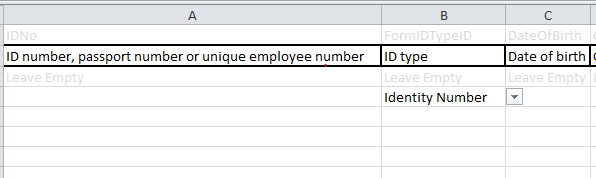 A B C
IDNo FormIDTypeID DateOfBirth
ID number, passport number or unique employee number ID type Date of birth
Leave Empty Leave Empty Leave Empty
Identity Number